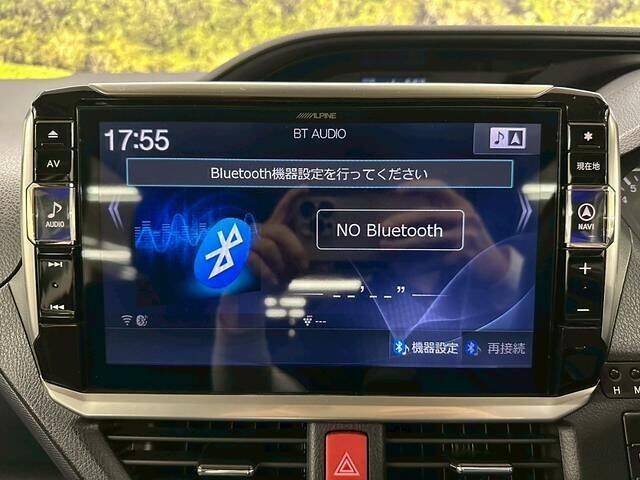 ALPINE
17:55
BT AUDIO
AV
現在地
Bluetooth機器設定を行ってください
AUDIO
NAVI
NO Bluetooth
--'--"
---
機器設定
再接続
H
M